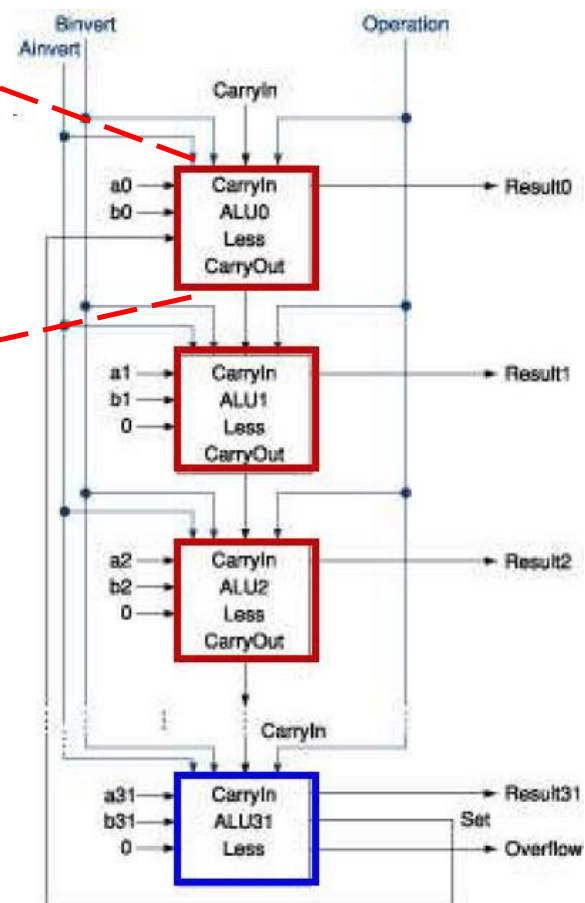 Binvert Operation
Ainvert
CarryIn
a0 CarryIn Result0
b0 ALU0
Less
CarryOut
a1 CarryIn Result1
b1 ALU1
0 Less
CarryOut
a2 CarryIn Result2
b2 ALU2
0 Less
CarryOut
CarryIn
a31 CarryIn Result31
b31 ALU31 Set
0 Less Overflow